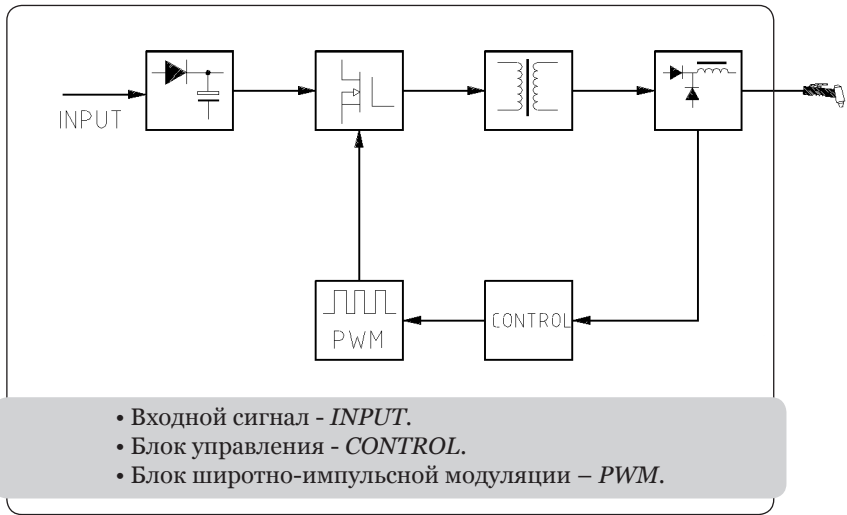 INPUT
PWM
CONTROL
• Входной сигнал - INPUT.
• Блок управления - CONTROL.
• Блок широтно-импульсной модуляции – PWM.